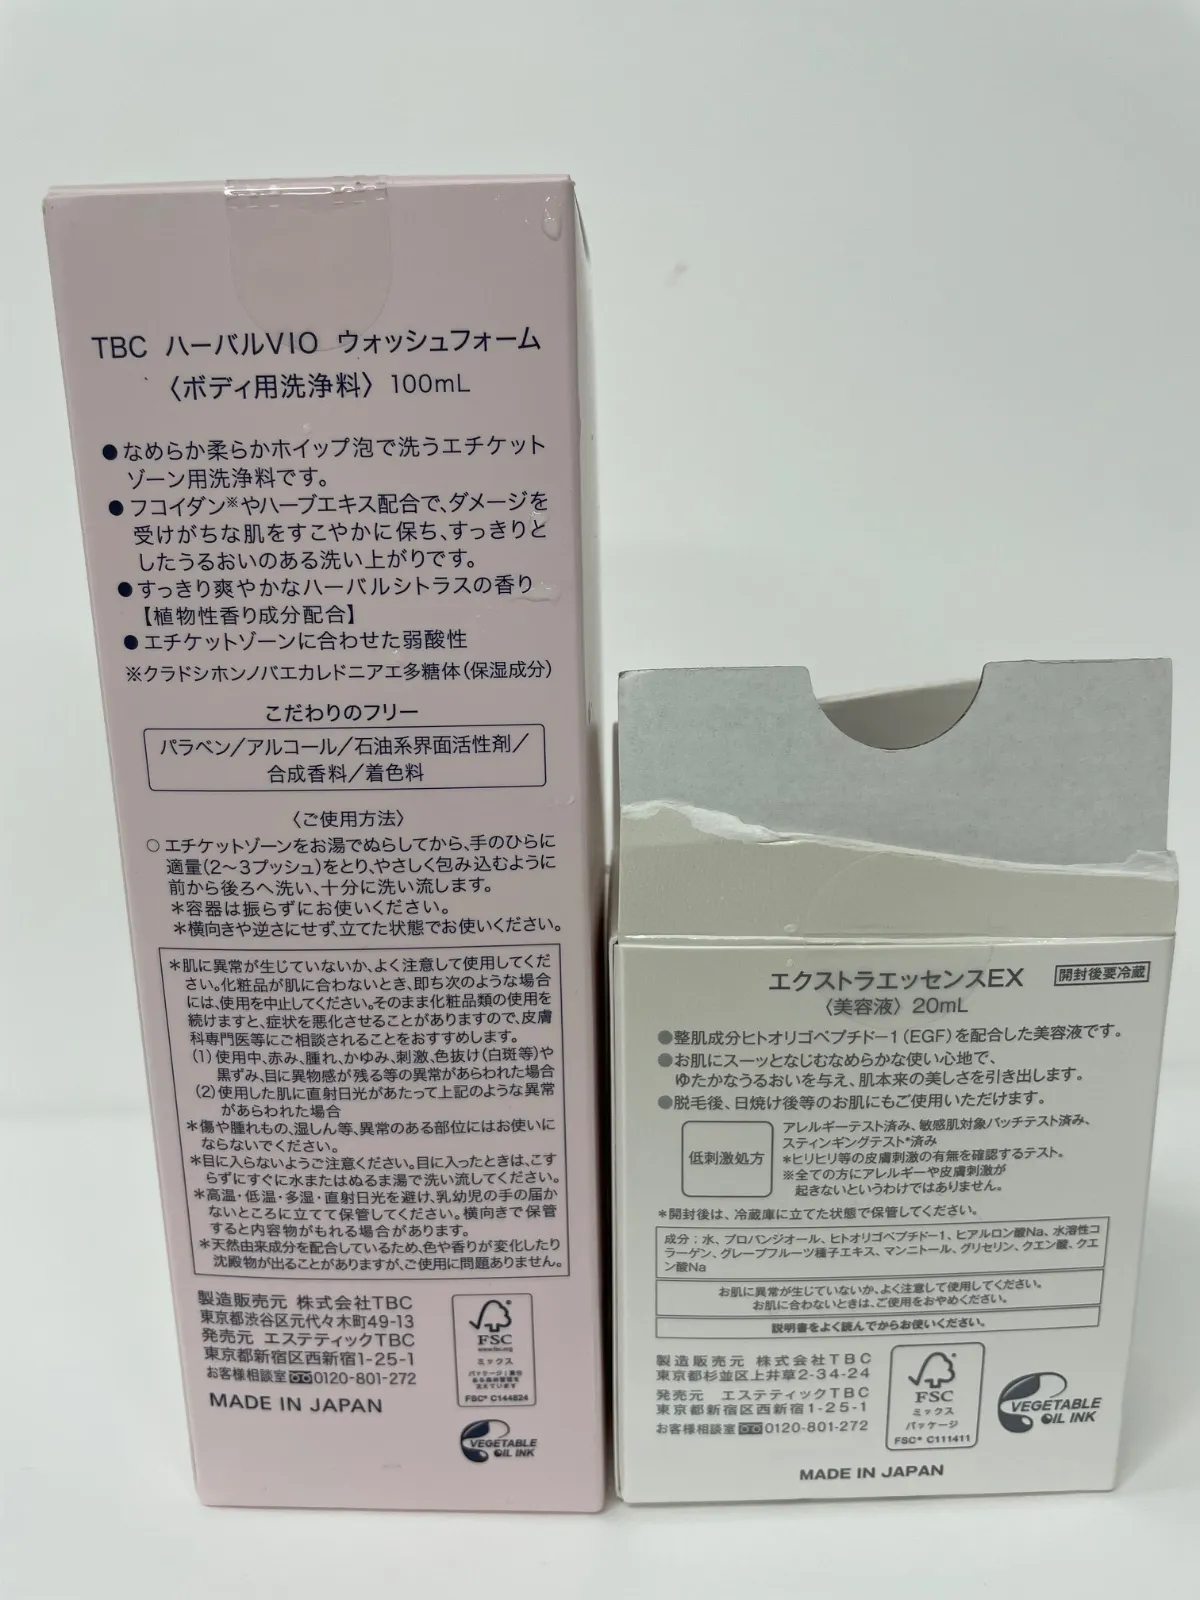 TBC ハーバルVIO ウォッシュフォーム
〈ボディ用洗浄料〉 100mL
●なめらか柔らかホイップ泡で洗うエチケット
ゾーン用洗浄料です。
●フコイダン※やハーブエキス配合で、ダメージを
受けがちな肌をすこやかに保ち、すっきりと
したうるおいのある洗い上がりです。
●すっきり爽やかなハーバルシトラスの香り
【植物性香り成分配合】
●エチケットゾーンに合わせた弱酸性
※クラドシホンノバエカレドニアエ多糖体(保湿成分)
こだわりのフリー
パラベン/アルコール/石油系界面活性剤/
合成香料/着色料
〈ご使用方法〉
○エチケットゾーンをお湯でぬらしてから、手のひらに
適量(2〜3プッシュ)をとり、やさしく包み込むように
前から後ろへ洗い、十分に洗い流します。
＊容器は振らずにお使いください。
＊横向きや逆さにせず、立てた状態でお使いください。
＊肌に異常が生じていないか、よく注意して使用してくだ
さい。化粧品が肌に合わないとき、即ち次のような場合
には、使用を中止してください。そのまま化粧品類の使用を
続けますと、症状を悪化させることがありますので、皮膚
科専門医等にご相談されることをおすすめします。
(1)使用中、赤み、腫れ、かゆみ、刺激、色抜け(白斑等)や
黒ずみ、目に異物感が残る等の異常があらわれた場合
(2)使用した肌に直射日光があたって上記のような異常
があらわれた場合
＊傷や腫れもの、湿しん等、異常のある部位にはお使いに
ならないでください。
＊目に入らないようご注意ください。目に入ったときは、こす
らずにすぐに水またはぬるま湯で洗い流してください。
＊高温・低温・多湿・直射日光を避け、乳幼児の手の届か
ないところに立てて保管してください。横向きで保管
すると内容物がもれる場合があります。
＊天然由来成分を配合しているため、色や香りが変化したり
沈殿物が出ることがありますが、ご使用に問題ありません。
製造販売元 株式会社TBC
東京都渋谷区元代々木町49-13
発売元 エステティックTBC
東京都新宿区西新宿1-25-1
お客様相談室 0120-801-272
MADE IN JAPAN
FSC
www.fsc.org
ミックス
FSC® C144824
VEGETABLE
OIL INK
エクストラエッセンスEX 開封後要冷蔵
〈美容液〉20mL
●整肌成分ヒトオリゴペプチド-1(EGF)を配合した美容液です。
●お肌にスーッとなじむなめらかな使い心地で、
ゆたかなうるおいを与え、肌本来の美しさを引き出します。
●脱毛後、日焼け後等のお肌にもご使用いただけます。
低刺激処方
アレルギーテスト済み、敏感肌対象パッチテスト済み、
スティンギングテスト*済み
*ヒリヒリ等の皮膚刺激の有無を確認するテスト。
※全ての方にアレルギーや皮膚刺激が
起きないというわけではありません。
＊開封後は、冷蔵庫に立てた状態で保管してください。
成分：水、プロパンジオール、ヒトオリゴペプチド-1、ヒアルロン酸Na、水溶性コ
ラーゲン、グレープフルーツ種子エキス、マンニトール、グリセリン、クエン酸、クエ
ン酸Na
お肌に異常が生じていないか、よく注意して使用してください。
お肌に合わないときは、ご使用をおやめください。
説明書をよく読んでからお使いください。
製造販売元 株式会社TBC
東京都杉並区上井草2-34-24
発売元 エステティックTBC
東京都新宿区西新宿1-25-1
お客様相談室 0120-801-272
FSC
ミックス
パッケージ
FSC® C111411
VEGETABLE
OIL INK
MADE IN JAPAN